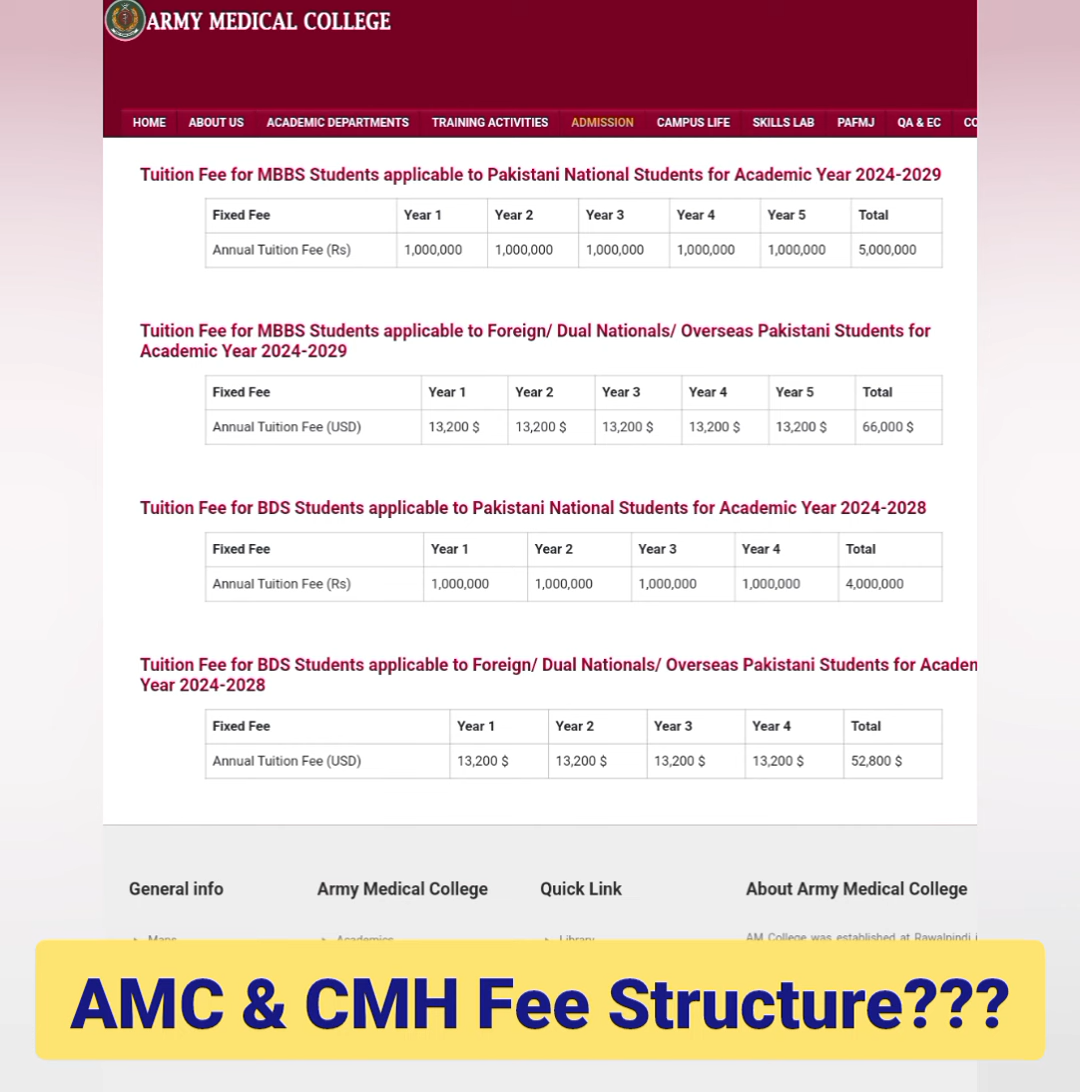 ARMY MEDICAL COLLEGE
HOME ABOUT US ACADEMIC DEPARTMENTS TRAINING ACTIVITIES ADMISSION CAMPUS LIFE SKILLS LAB PAFMJ QA & EC
Tuition Fee for MBBS Students applicable to Pakistani National Students for Academic Year 2024-2029
Fixed Fee Year 1 Year 2 Year 3 Year 4 Year 5 Total
Annual Tuition Fee (Rs) 1,000,000 1,000,000 1,000,000 1,000,000 1,000,000 5,000,000
Tuition Fee for MBBS Students applicable to Foreign/ Dual Nationals/ Overseas Pakistani Students for
Academic Year 2024-2029
Fixed Fee Year 1 Year 2 Year 3 Year 4 Year 5 Total
Annual Tuition Fee (USD) 13,200 $ 13,200 $ 13,200 $ 13,200 $ 13,200 $ 66,000 $
Tuition Fee for BDS Students applicable to Pakistani National Students for Academic Year 2024-2028
Fixed Fee Year 1 Year 2 Year 3 Year 4 Total
Annual Tuition Fee (Rs) 1,000,000 1,000,000 1,000,000 1,000,000 4,000,000
Tuition Fee for BDS Students applicable to Foreign/ Dual Nationals/ Overseas Pakistani Students for Academ
Year 2024-2028
Fixed Fee Year 1 Year 2 Year 3 Year 4 Total
Annual Tuition Fee (USD) 13,200 $ 13,200 $ 13,200 $ 13,200 $ 52,800 $
General info Army Medical College Quick Link About Army Medical College
Maps Academics Library AM College was established at Rawalpindi
AMC & CMH Fee Structure???